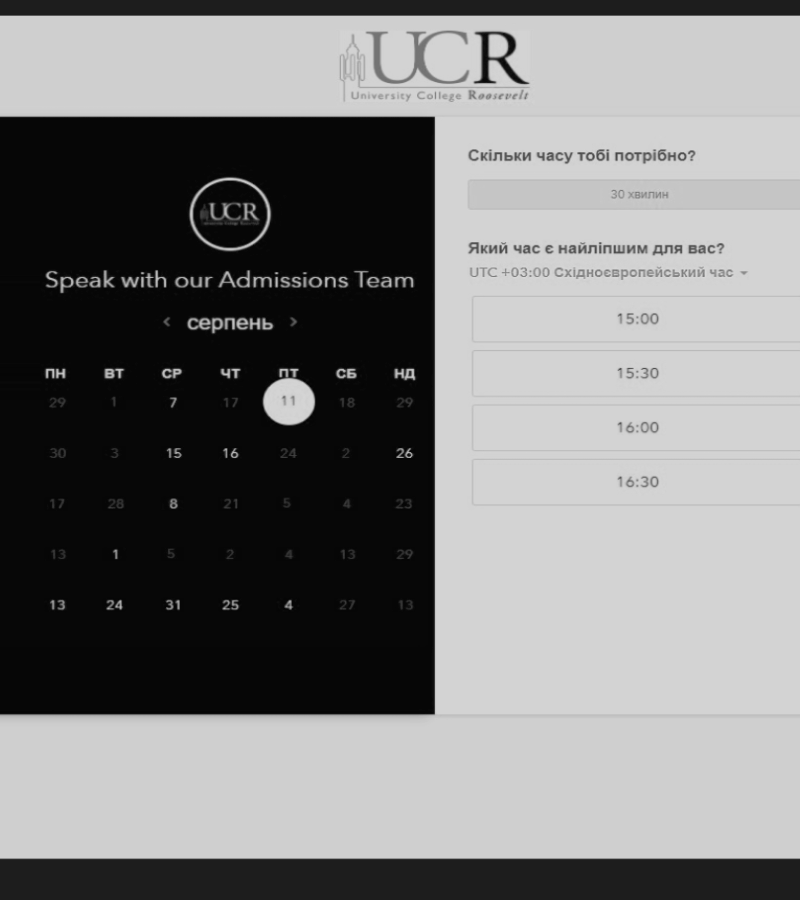 UCR
University College Roosevelt
UCR
Speak with our Admissions Team
‹ серпень ›
ПН ВТ СР ЧТ ПТ СБ НД
29 1 7 17 11 18 29
30 3 15 16 24 2 26
17 28 8 21 5 4 23
13 1 5 2 4 13 29
13 24 31 25 4 27 13
Скільки часу тобі потрібно?
30 хвилин
Який час є найліпшим для вас?
UTC +03:00 Східноєвропейський час
15:00
15:30
16:00
16:30